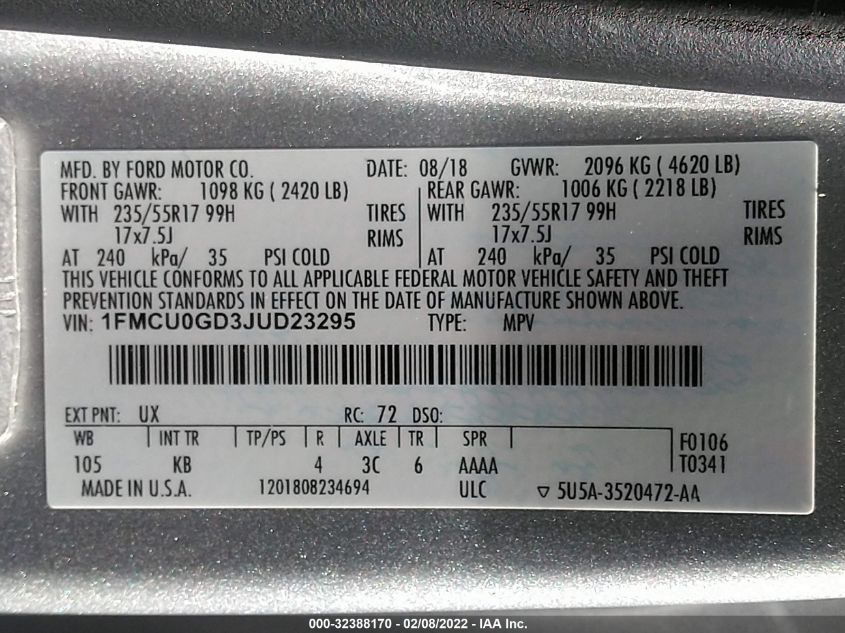 MFD. BY FORD MOTOR CO. DATE: 08/18 GVWR: 2096 KG ( 4620 LB)
FRONT GAWR: 1098 KG ( 2420 LB) REAR GAWR: 1006 KG ( 2218 LB)
WITH 235/55R17 99H TIRES WITH 235/55R17 99H TIRES
17x7.5J RIMS 17x7.5J RIMS
AT 240 kPa/ 35 PSI COLD AT 240 kPa/ 35 PSI COLD
THIS VEHICLE CONFORMS TO ALL APPLICABLE FEDERAL MOTOR VEHICLE SAFETY AND THEFT
PREVENTION STANDARDS IN EFFECT ON THE DATE OF MANUFACTURE SHOWN ABOVE.
VIN: 1FMCU0GD3JUD23295 TYPE: MPV
EXT PNT: UX RC: 72 DSO:
WB INT TR TP/PS R AXLE TR SPR F0106
105 KB 4 3C 6 AAAA T0341
MADE IN U.S.A. 1201808234694 ULC ▽ 5U5A-3520472-AA
000-32388170 - 02/08/2022 - IAA Inc.